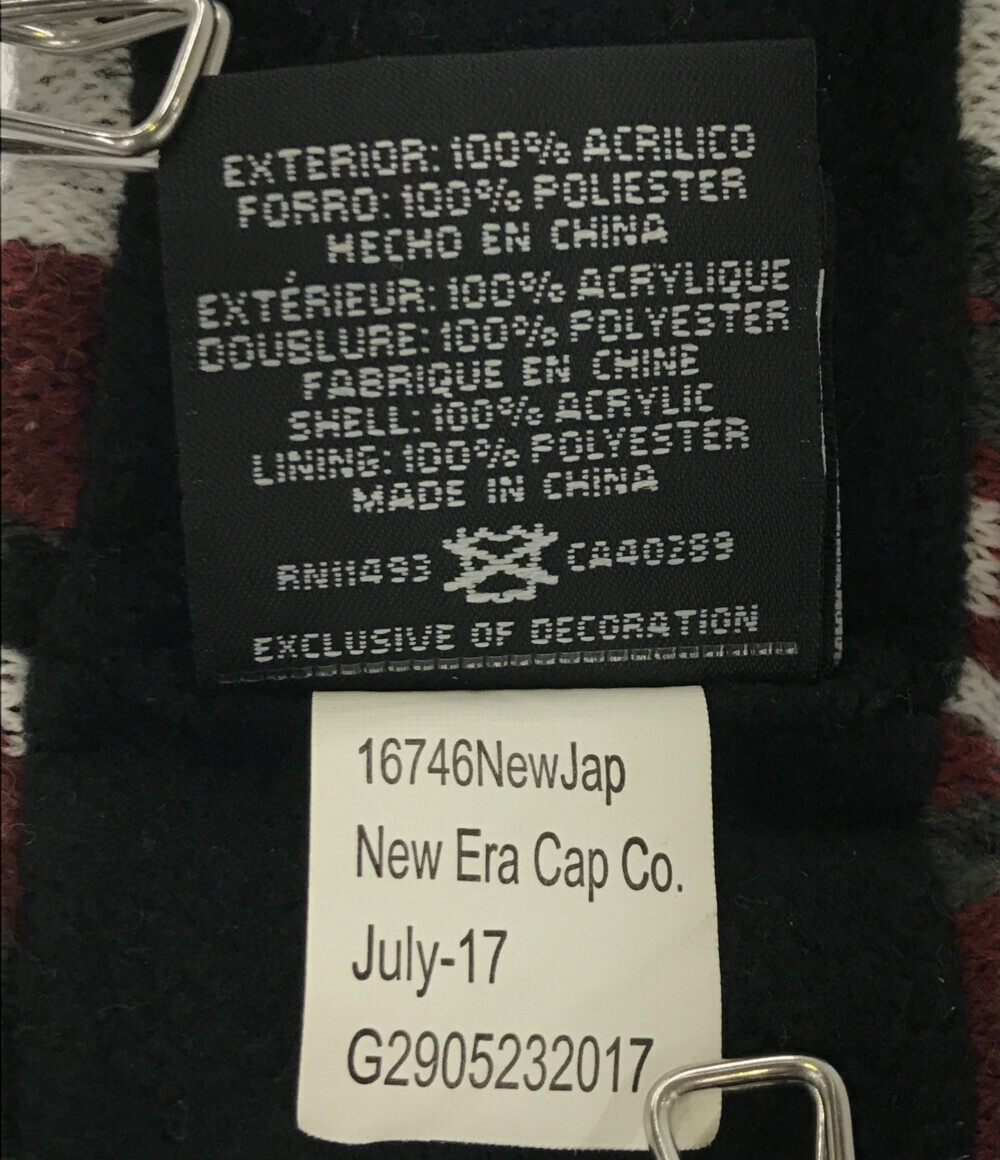 EXTERIOR: 100% ACRILICO
FORRO: 100% POLIESTER
HECHO EN CHINA
EXTÉRIEUR: 100% ACRYLIQUE
DOUBLURE: 100% POLYESTER
FABRIQUE EN CHINE
SHELL: 100% ACRYLIC
LINING: 100% POLYESTER
MADE IN CHINA
RN11493 CA40299
EXCLUSIVE OF DECORATION
16746NewJap
New Era Cap Co.
July-17
G2905232017